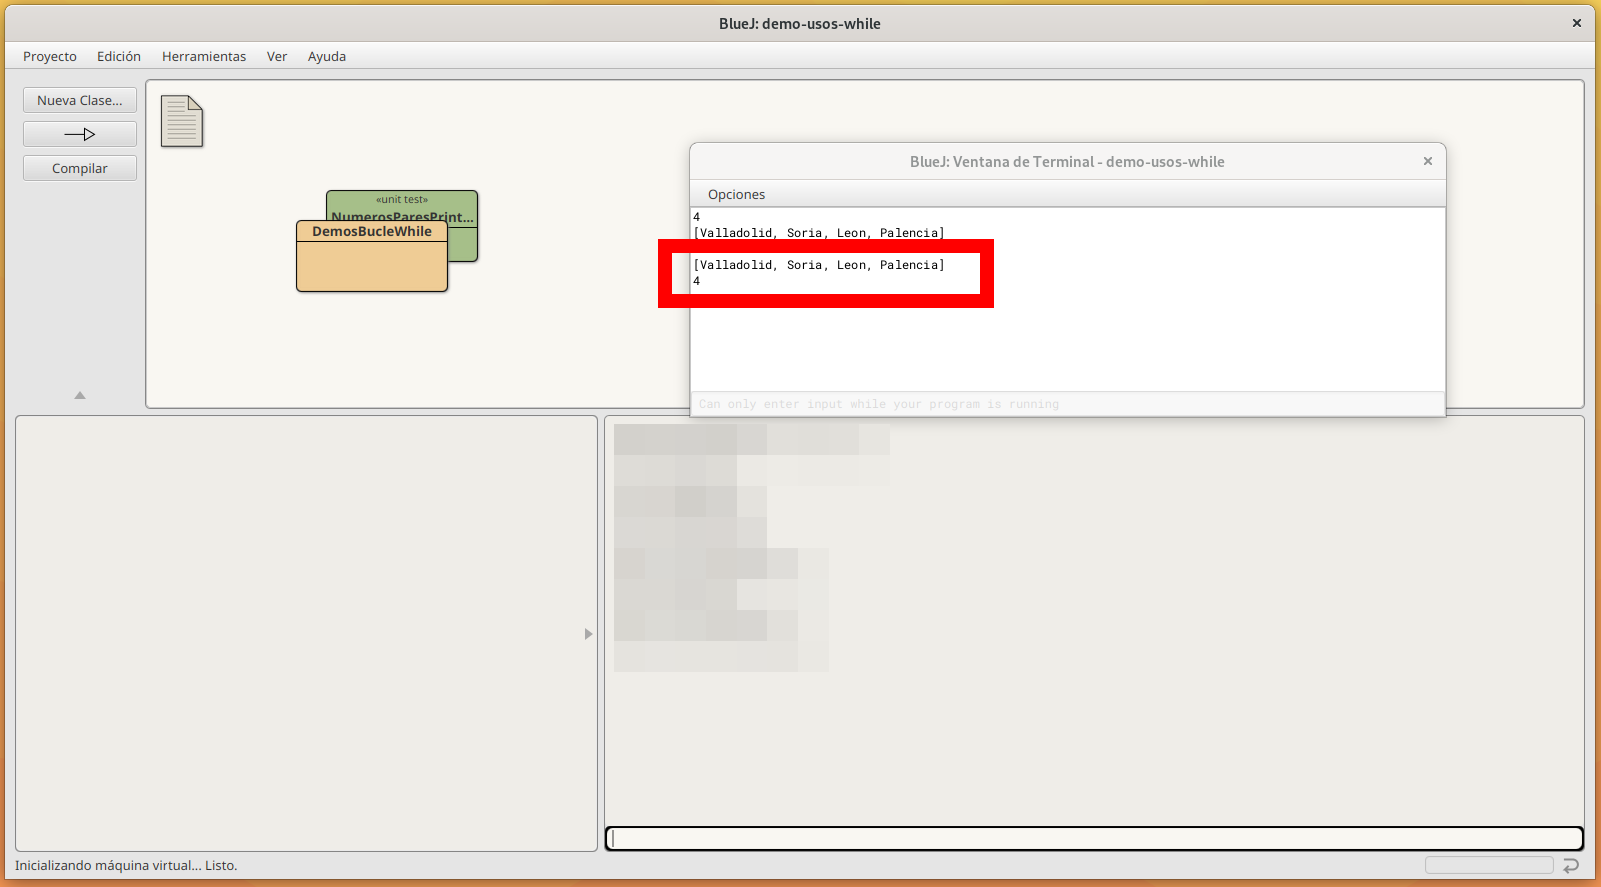 BlueJ: demo-usos-while
Proyecto Edición Herramientas Ver Ayuda
Nueva Clase...
Compilar
«unit test»
NumerosParesPrint...
DemosBucleWhile
BlueJ: Ventana de Terminal - demo-usos-while
Opciones
4
[Valladolid, Soria, Leon, Palencia]
[Valladolid, Soria, Leon, Palencia]
4
Can only enter input while your program is running
Inicializando máquina virtual... Listo.